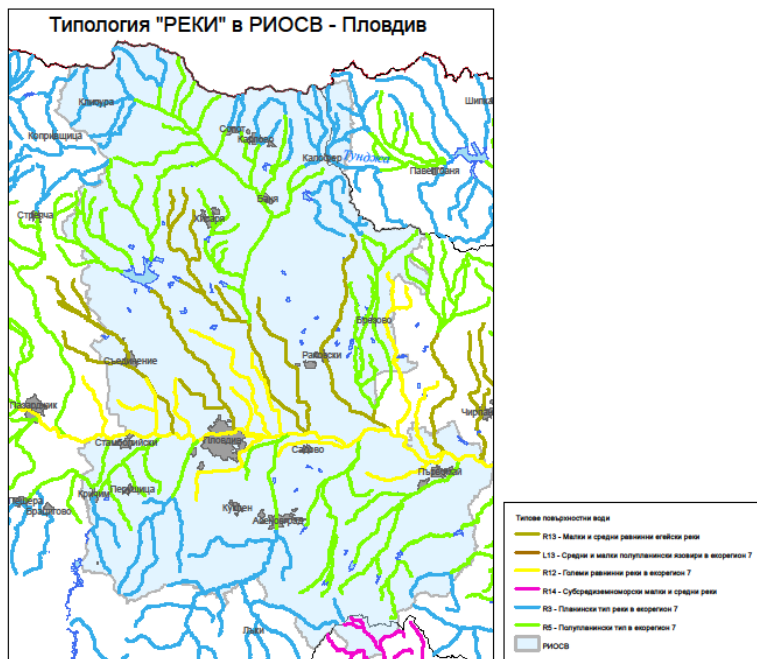 Типология "РЕКИ" в РИОСВ - Пловдив
Клисура
Шипка
Копривщица
Сопот
Карлово
Калофер
Тунджа
Павел баня
Стрелча
Баня
Хисаря
Брезово
Съединение
Раковски
Пазарджик
Чирпан
Стамболийски
Пловдив
Садово
Първомай
Пещера
Кричим
Перущица
Брацигово
Куклен
Асеновград
Лъки
Типове повърхностни води
R13 - Малки и средни равнинни егейски реки
L13 - Средни и малки полупланински язовири в екорегион 7
R12 - Големи равнинни реки в екорегион 7
R14 - Субсредиземноморски малки и средни реки
R3 - Планински тип реки в екорегион 7
R5 - Полупланински тип в екорегион 7
РИОСВ